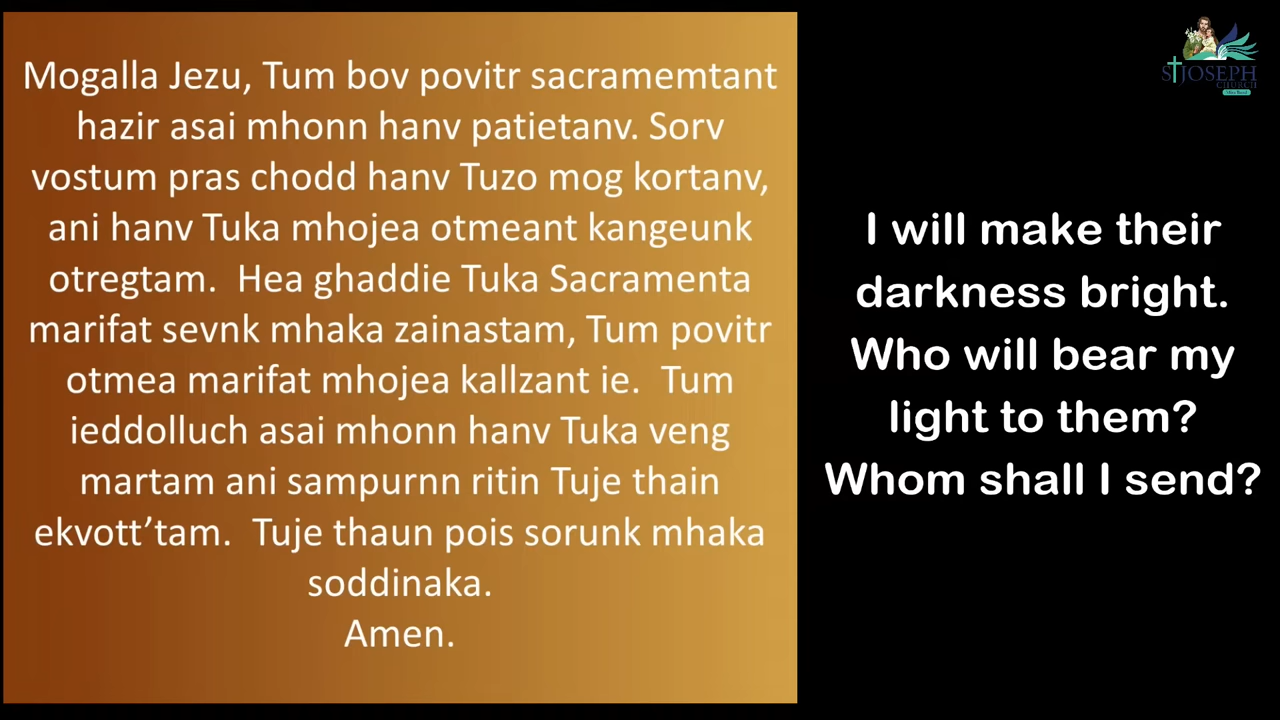 Mogalla Jezu, Tum bov povitr sacramemtant
hazir asai mhonn hanv patietanv. Sorv
vostum pras chodd hanv Tuzo mog kortanv,
ani hanv Tuka mhojea otmeant kangeunk
otregtam. Hea ghaddie Tuka Sacramenta
marifat sevnk mhaka zainastam, Tum povitr
otmea marifat mhojea kallzant ie. Tum
ieddolluch asai mhonn hanv Tuka veng
martam ani sampurnn ritin Tuje thain
ekvott’tam. Tuje thaun pois sorunk mhaka
soddinaka.
Amen.
I will make their
darkness bright.
Who will bear my
light to them?
Whom shall I send?
ST JOSEPH
CHURCH